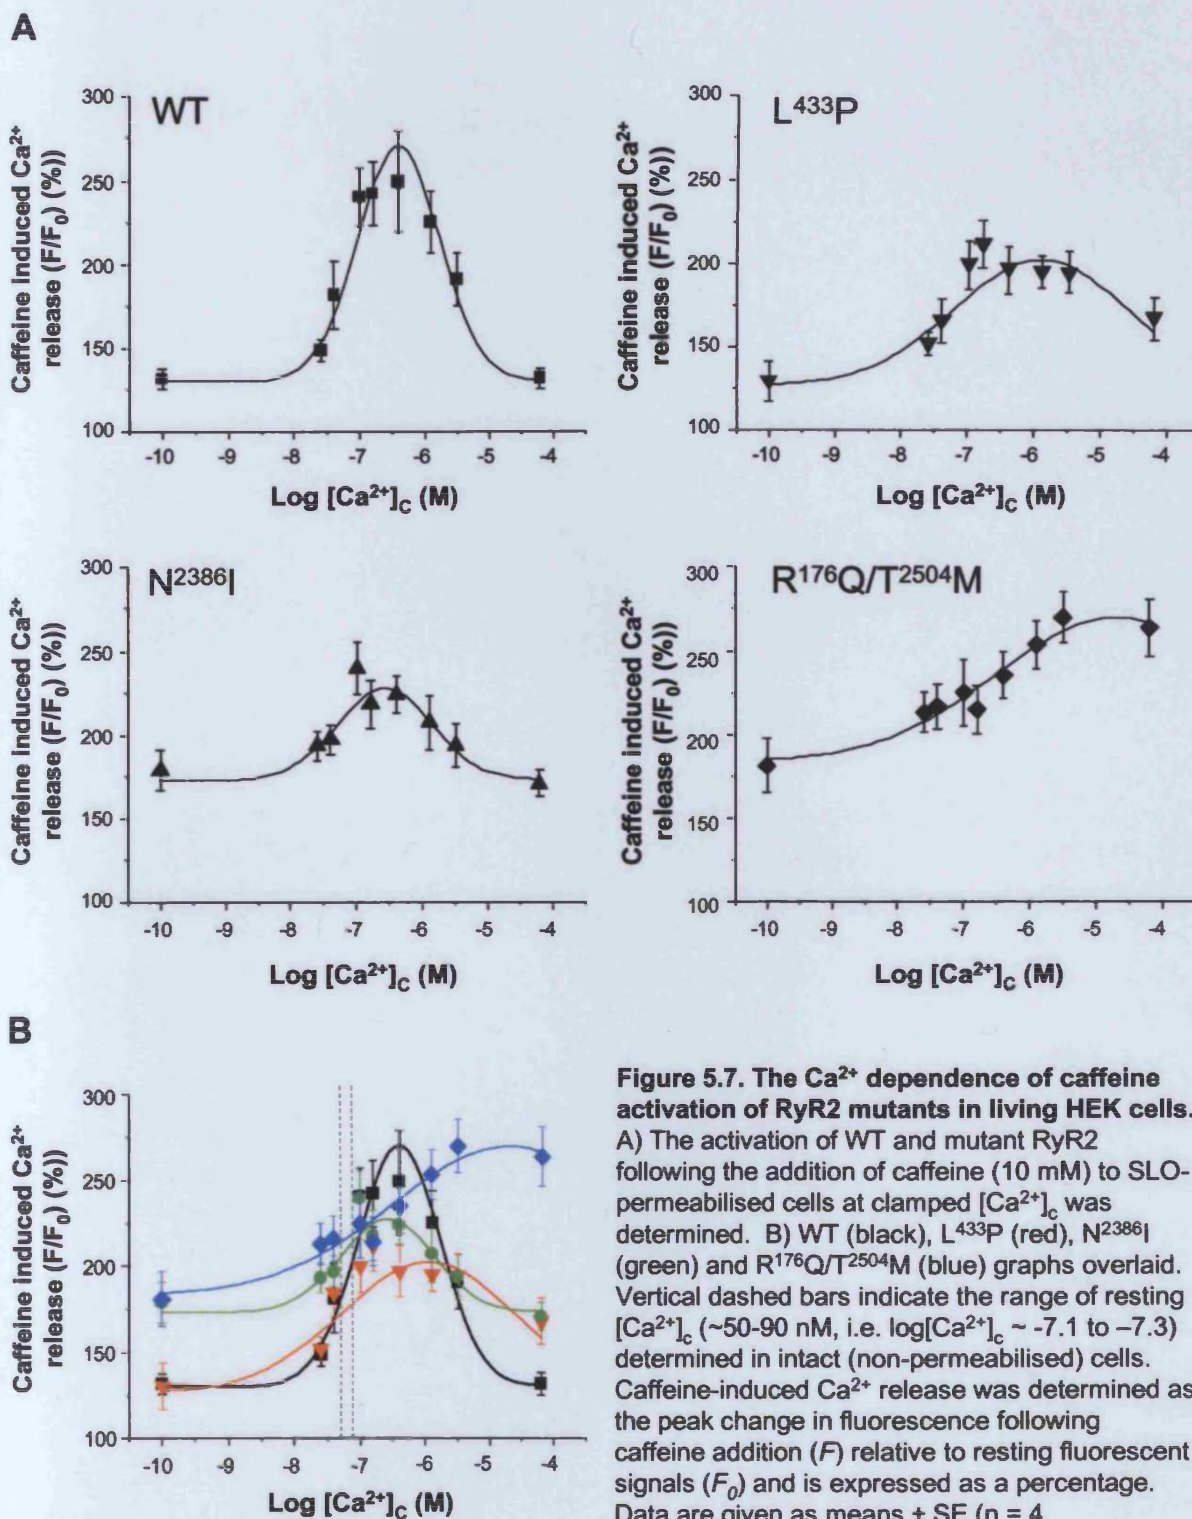 A
WT
300
250
200
150
100
Caffeine induced Ca²⁺
release (F/F₀) (%))
-10 -9 -8 -7 -6 -5 -4
Log [Ca²⁺]c (M)
L⁴³³P
300
250
200
150
100
Caffeine induced Ca²⁺
release (F/F₀) (%))
-10 -9 -8 -7 -6 -5 -4
Log [Ca²⁺]c (M)
N²³⁸⁶I
300
250
200
150
100
Caffeine induced Ca²⁺
release (F/F₀) (%))
-10 -9 -8 -7 -6 -5 -4
Log [Ca²⁺]c (M)
R¹⁷⁶Q/T²⁵⁰⁴M
300
250
200
150
100
Caffeine induced Ca²⁺
release (F/F₀) (%))
-10 -9 -8 -7 -6 -5 -4
Log [Ca²⁺]c (M)
B
300
250
200
150
100
Caffeine induced Ca²⁺
release (F/F₀) (%))
-10 -9 -8 -7 -6 -5 -4
Log [Ca²⁺]c (M)
Figure 5.7. The Ca²⁺ dependence of caffeine
activation of RyR2 mutants in living HEK cells.
A) The activation of WT and mutant RyR2
following the addition of caffeine (10 mM) to SLO-
permeabilised cells at clamped [Ca²⁺]c was
determined. B) WT (black), L⁴³³P (red), N²³⁸⁶I
(green) and R¹⁷⁶Q/T²⁵⁰⁴M (blue) graphs overlaid.
Vertical dashed bars indicate the range of resting
[Ca²⁺]c (~50-90 nM, i.e. log[Ca²⁺]c ~ -7.1 to –7.3)
determined in intact (non-permeabilised) cells.
Caffeine-induced Ca²⁺ release was determined as
the peak change in fluorescence following
caffeine addition (F) relative to resting fluorescent
signals (F₀) and is expressed as a percentage.
Data are given as means ± SE (n = 4